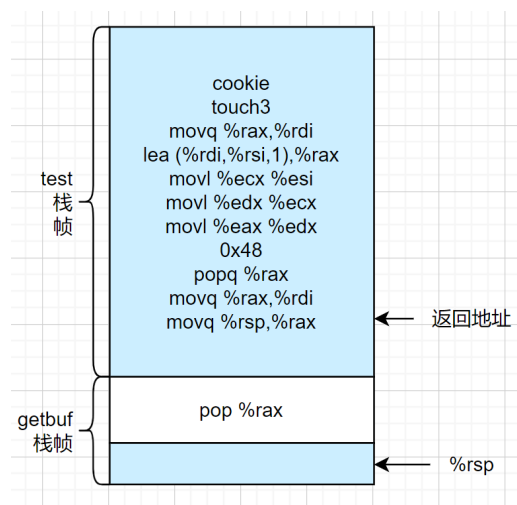 cookie
touch3
movq %rax,%rdi
lea (%rdi,%rsi,1),%rax
movl %ecx %esi
movl %edx %ecx
movl %eax %edx
0x48
popq %rax
movq %rax,%rdi
movq %rsp,%rax
test
栈
帧
返回地址
pop %rax
getbuf
栈帧
%rsp